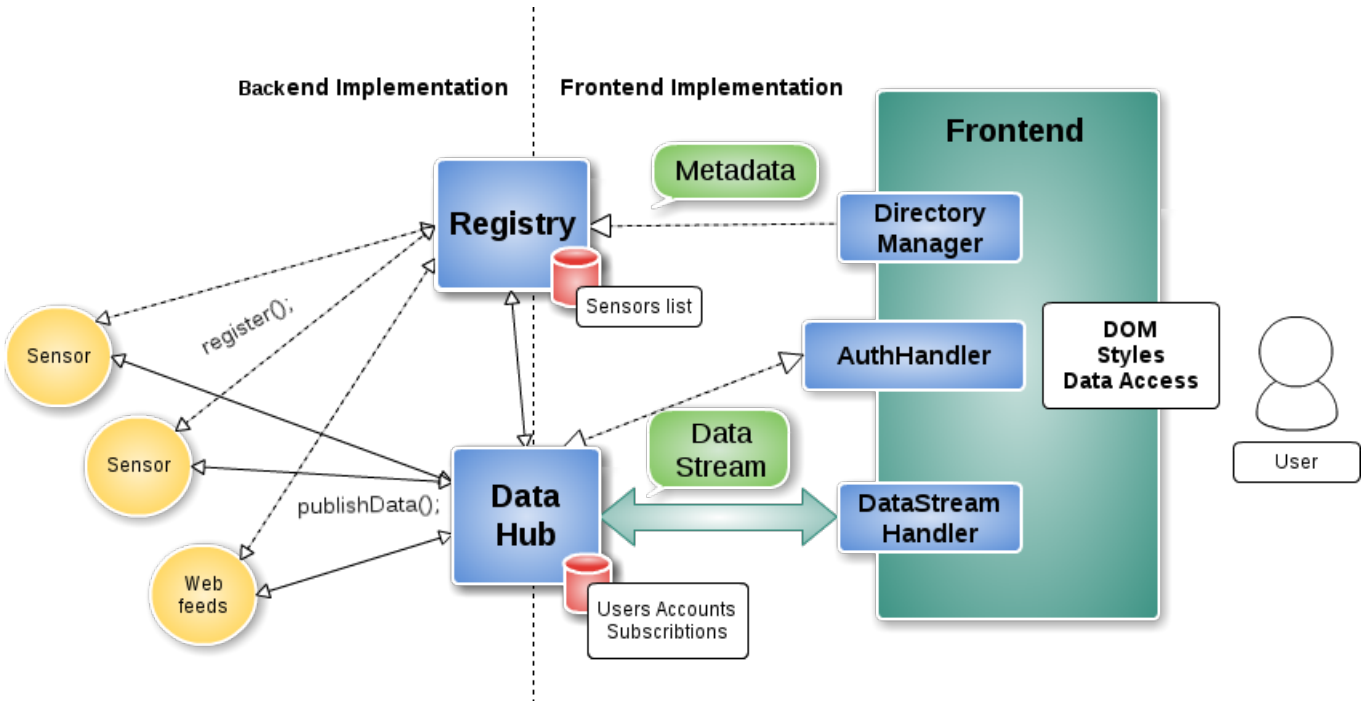 Backend Implementation
Frontend Implementation
Frontend
Metadata
Registry
Directory
Manager
Sensors list
register();
Sensor
AuthHandler
DOM
Styles
Data Access
Data
Stream
Sensor
User
publishData();
Data
Hub
DataStream
Handler
Web
feeds
Users Accounts
Subscribtions